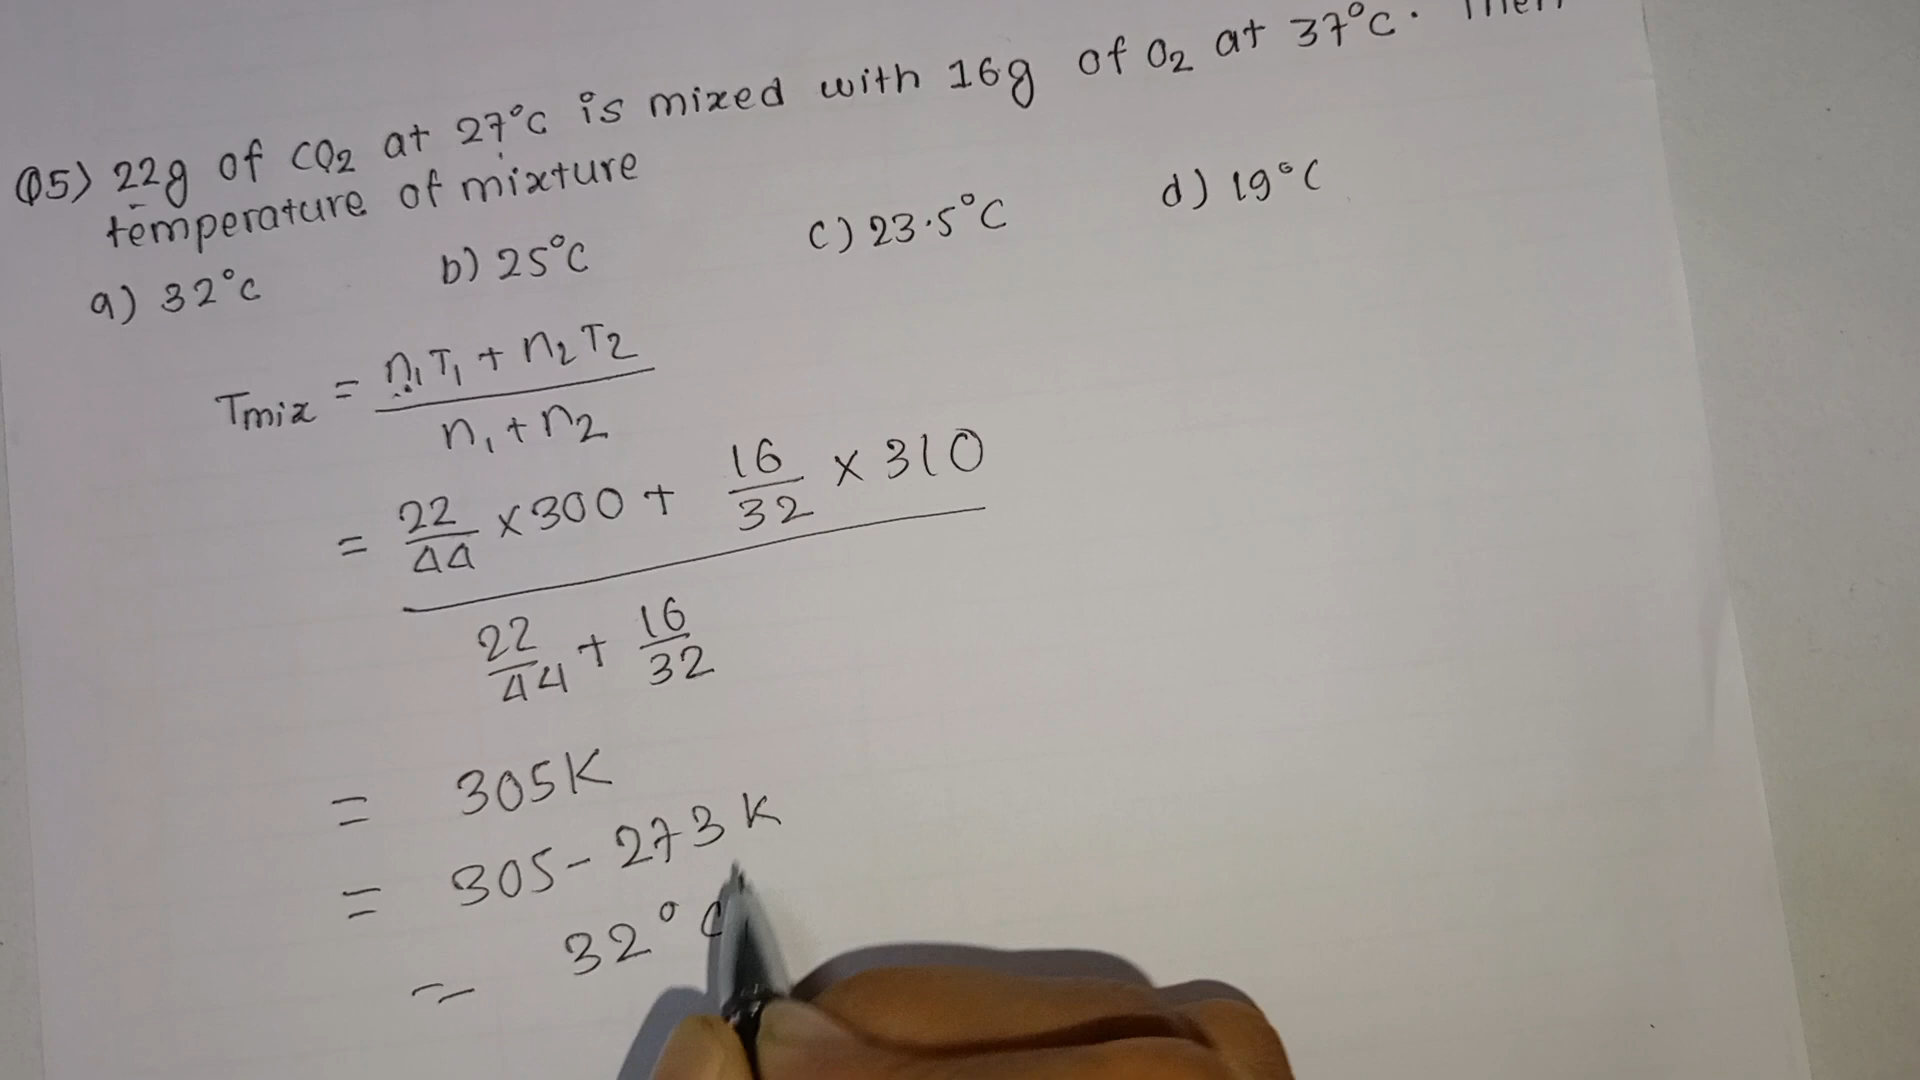 Q5) 22g of CO2 at 27°C is mixed with 16g of O2 at 37°C. Then
temperature of mixture
a) 32°C b) 25°C c) 23.5°C d) 19°C
Tmix = n1T1 + n2T2
n1 + n2
= 22/44 × 300 + 16/32 × 310
22/44 + 16/32
= 305K
= 305 - 273 K
= 32°C